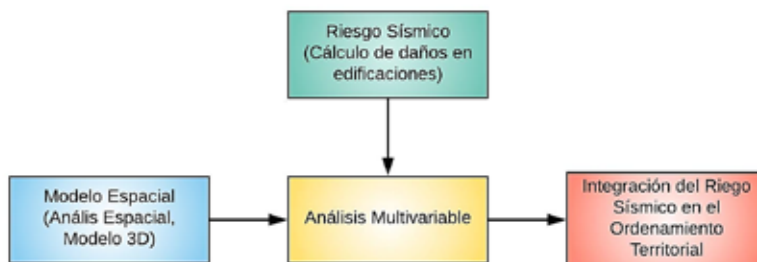 Riesgo Sísmico
(Cálculo de daños en
edificaciones)
Modelo Espacial
(Anális Espacial,
Modelo 3D)
Análisis Multivariable
Integración del Riego
Sísmico en el
Ordenamiento
Territorial